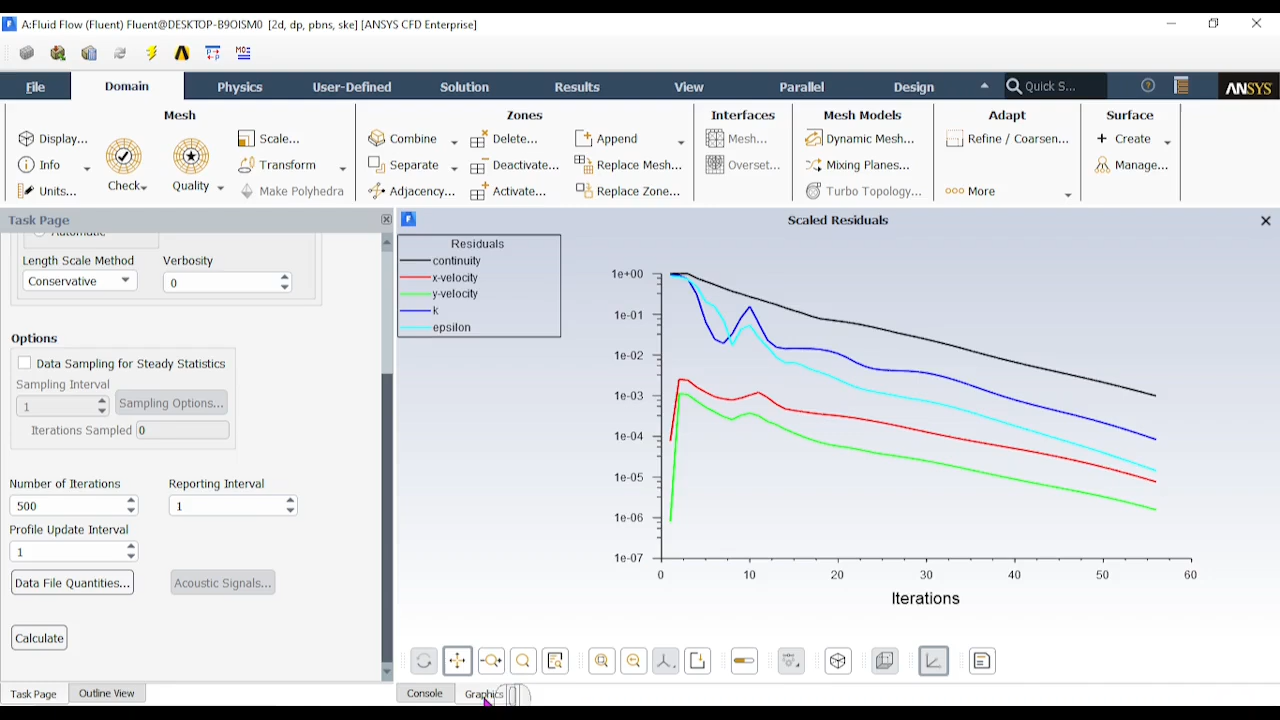 A:Fluid Flow (Fluent) Fluent@DESKTOP-B9OISM0 [2d, dp, pbns, ske] [ANSYS CFD Enterprise]
File Domain Physics User-Defined Solution Results View Parallel Design Quick S... ANSYS
Mesh Zones Interfaces Mesh Models Adapt Surface
Display... Scale... Combine Delete... Append Mesh... Dynamic Mesh... Refine / Coarsen... Create
Info Transform Separate Deactivate... Replace Mesh... Overset... Mixing Planes... Manage...
Check Quality
Units... Make Polyhedra Adjacency... Activate... Replace Zone... Turbo Topology... More
Task Page
Scaled Residuals
Automatic
Length Scale Method Verbosity
Conservative 0
Options
Data Sampling for Steady Statistics
Sampling Interval
1 Sampling Options...
Iterations Sampled 0
Number of Iterations Reporting Interval
500 1
Profile Update Interval
1
Data File Quantities... Acoustic Signals...
Calculate
Task Page Outline View
Residuals
continuity
x-velocity
y-velocity
k
epsilon
1e+00
1e-01
1e-02
1e-03
1e-04
1e-05
1e-06
1e-07
0 10 20 30 40 50 60
Iterations
Console Graphics